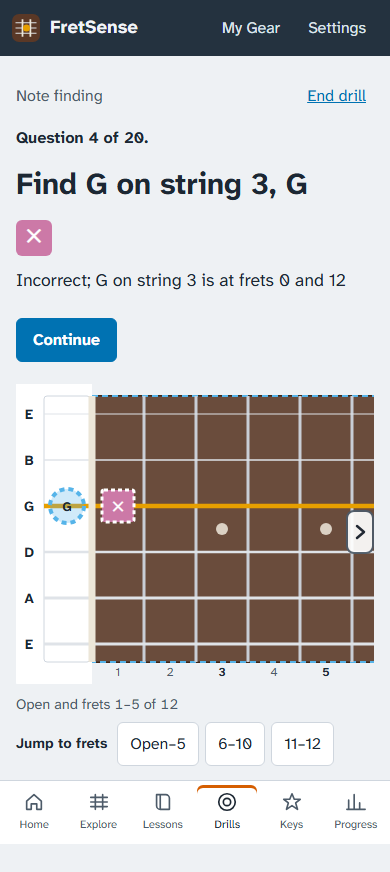 FretSense
My Gear
Settings
Note finding
End drill
Question 4 of 20.
Find G on string 3, G
Incorrect; G on string 3 is at frets 0 and 12
Continue
E
B
G
G
D
A
E
1 2 3 4 5
Open and frets 1–5 of 12
Jump to frets
Open–5
6–10
11–12
Home
Explore
Lessons
Drills
Keys
Progress